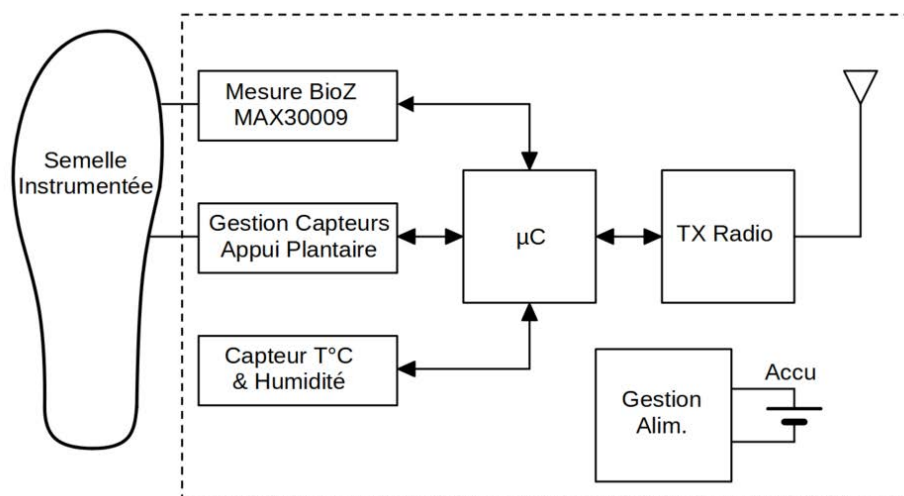 Semelle
Instrumentée
Mesure BioZ
MAX30009
Gestion Capteurs
Appui Plantaire
Capteur T°C
& Humidité
µC
TX Radio
Gestion
Alim.
Accu